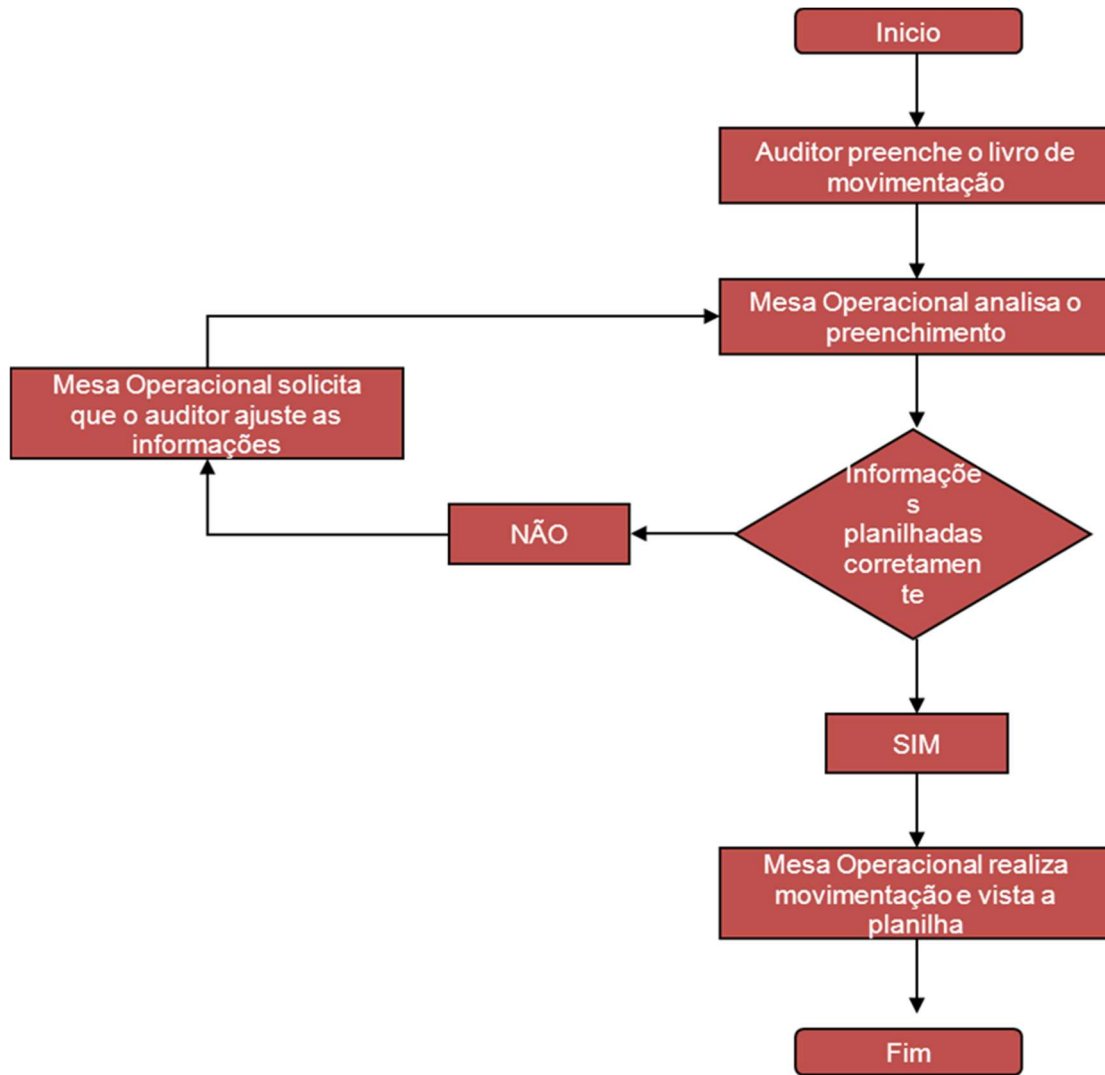 Inicio
Auditor preenche o livro de
movimentação
Mesa Operacional analisa o
preenchimento
Mesa Operacional solicita
que o auditor ajuste as
informações
Informaçõe
s
planilhadas
corretamen
te
NÃO
SIM
Mesa Operacional realiza
movimentação e vista a
planilha
Fim